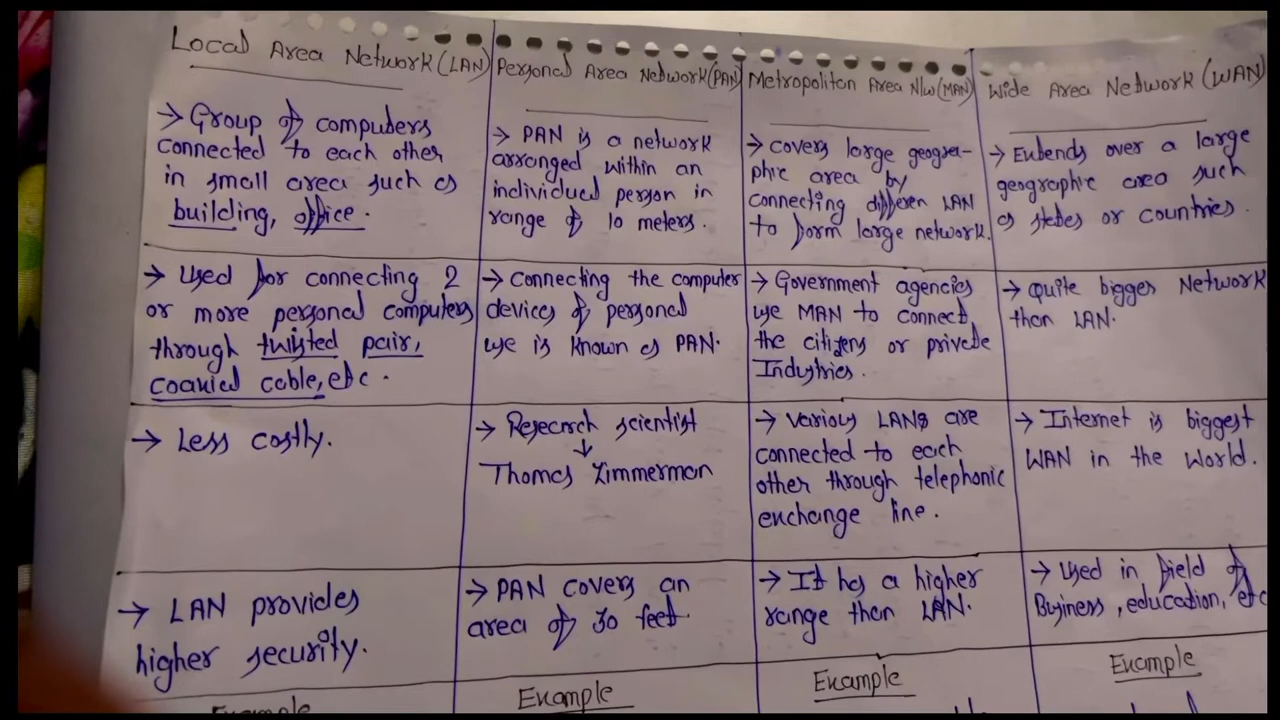 Local Area Network (LAN)
Group of computers
connected to each other
in small area such as
building, office.
→ Used for connecting 2
or more personal computers
through twisted pair,
coaxial cable, etc.
→ Less costly.
→ LAN provides
higher security.
Example
Personal Area Network (PAN)
→ PAN is a network
arranged within an
individual person in
range of 10 meters.
→ Connecting the computer
devices of personal
use is known as PAN.
→ Research scientist
↓
Thomas Zimmerman
→ PAN covers an
area of 30 feet.
Example
Metropolitan Area N/w (MAN)
→ covers large geogra-
phic area by
connecting differen LAN
to form large network.
→ Government agencies
use MAN to connect
the citizens or private
Industries.
→ Various LANs are
connected to each
other through telephonic
exchange line.
→ It has a higher
range than LAN.
Example
Wide Area Network (WAN)
→ Extends over a large
geographic area such
as states or countries.
→ Quite bigger Network
than LAN.
→ Internet is biggest
WAN in the World.
→ Used in field of
Business, education, etc
Example